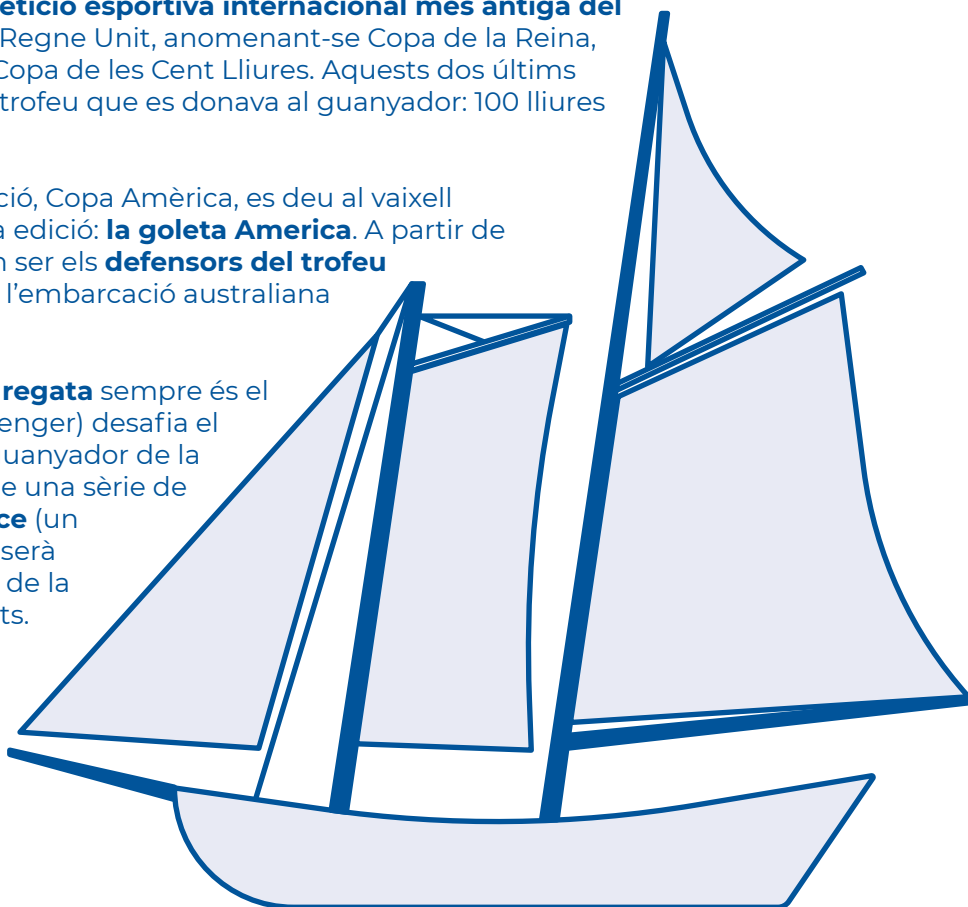 etició esportiva internacional més antiga del
Regne Unit, anomenant-se Copa de la Reina,
Copa de les Cent Lliures. Aquests dos últims
trofeu que es donava al guanyador: 100 lliures
ció, Copa Amèrica, es deu al vaixell
a edició: la goleta America. A partir de
n ser els defensors del trofeu
l’embarcació australiana
regata sempre és el
enger) desafia el
uanyador de la
e una sèrie de
ce (un
serà
de la
ts.